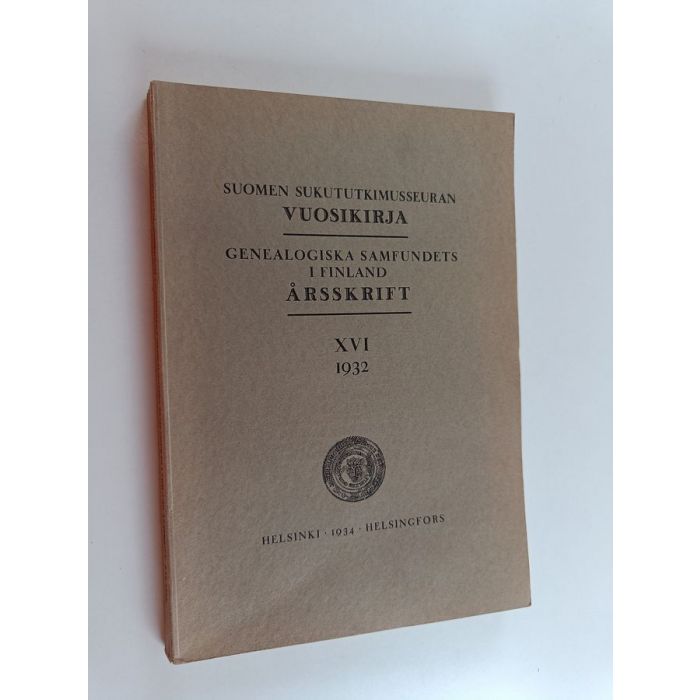 SUOMEN SUKUTUTKIMUSSEURAN
VUOSIKIRJA
GENEALOGISKA SAMFUNDETS
I FINLAND
ÅRSSKRIFT
XVI
1932
HELSINKI · 1934 · HELSINGFORS